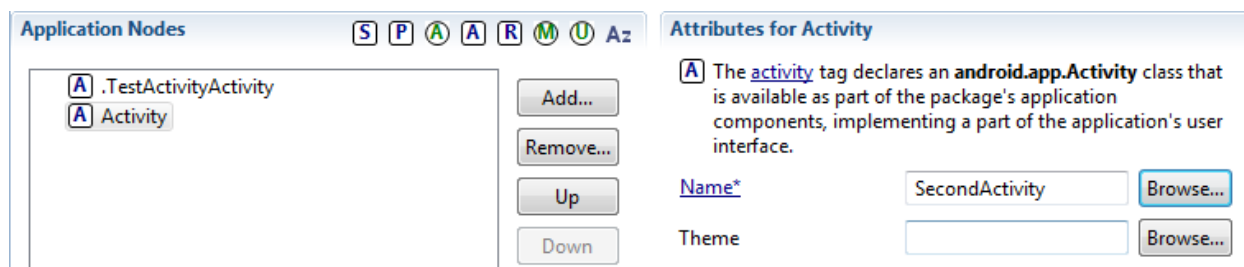 Application Nodes
S P A A R M U Az
A .TestActivityActivity
A Activity
Add...
Remove...
Up
Down
Attributes for Activity
A The activity tag declares an android.app.Activity class that
is available as part of the package's application
components, implementing a part of the application's user
interface.
Name* SecondActivity Browse...
Theme Browse...